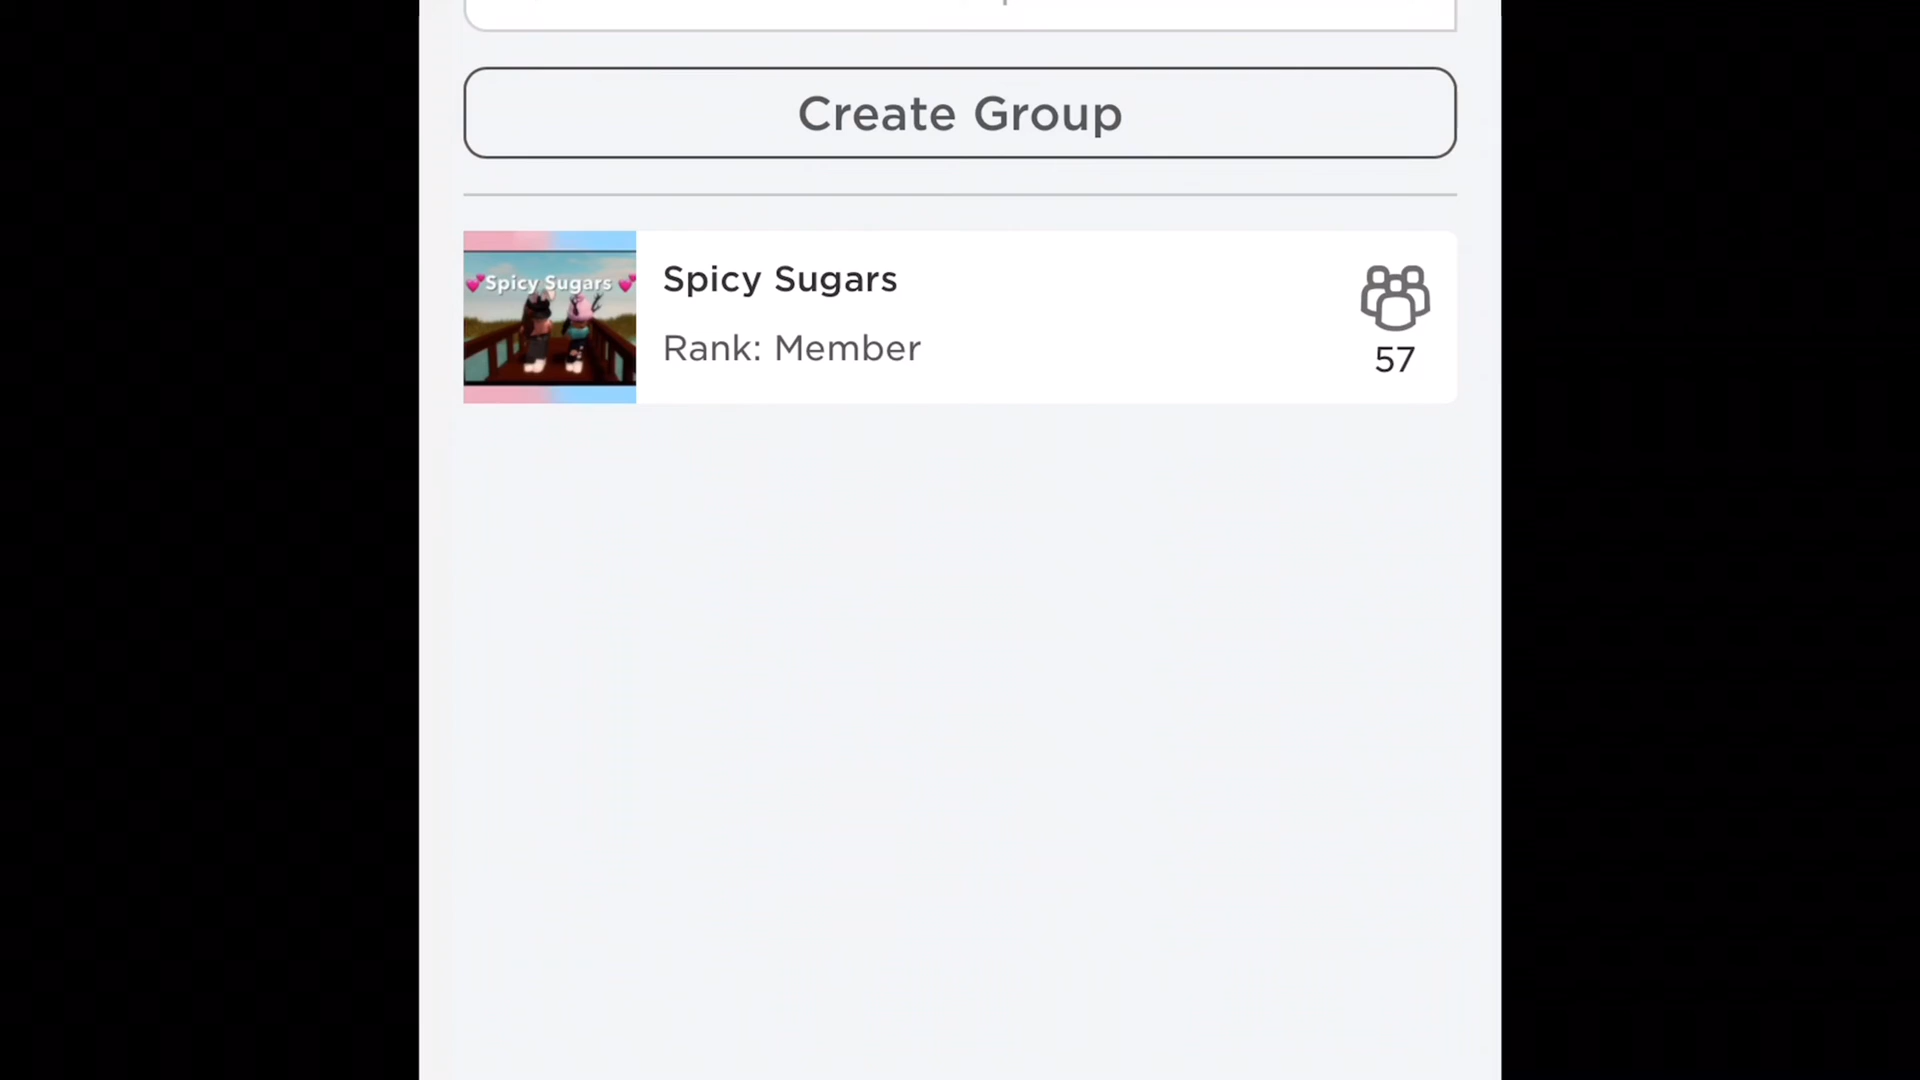 Create Group
💕Spicy Sugars💕
Spicy Sugars
Rank: Member
57